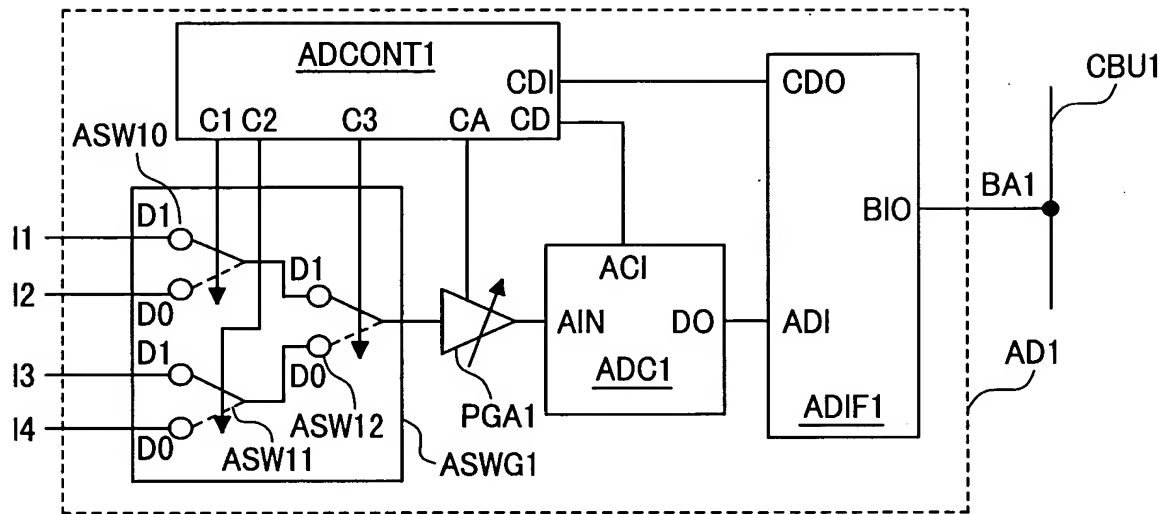 ADCONT1
CDI
CDO
CBU1
C1 C2 C3 CA CD
ASW10
BA1
BIO
D1
I1
ACI
D1
I2
D0
AIN DO ADI
I3
D1
D0
ADC1
AD1
ADIF1
PGA1
I4
D0
ASW12
ASW11
ASWG1